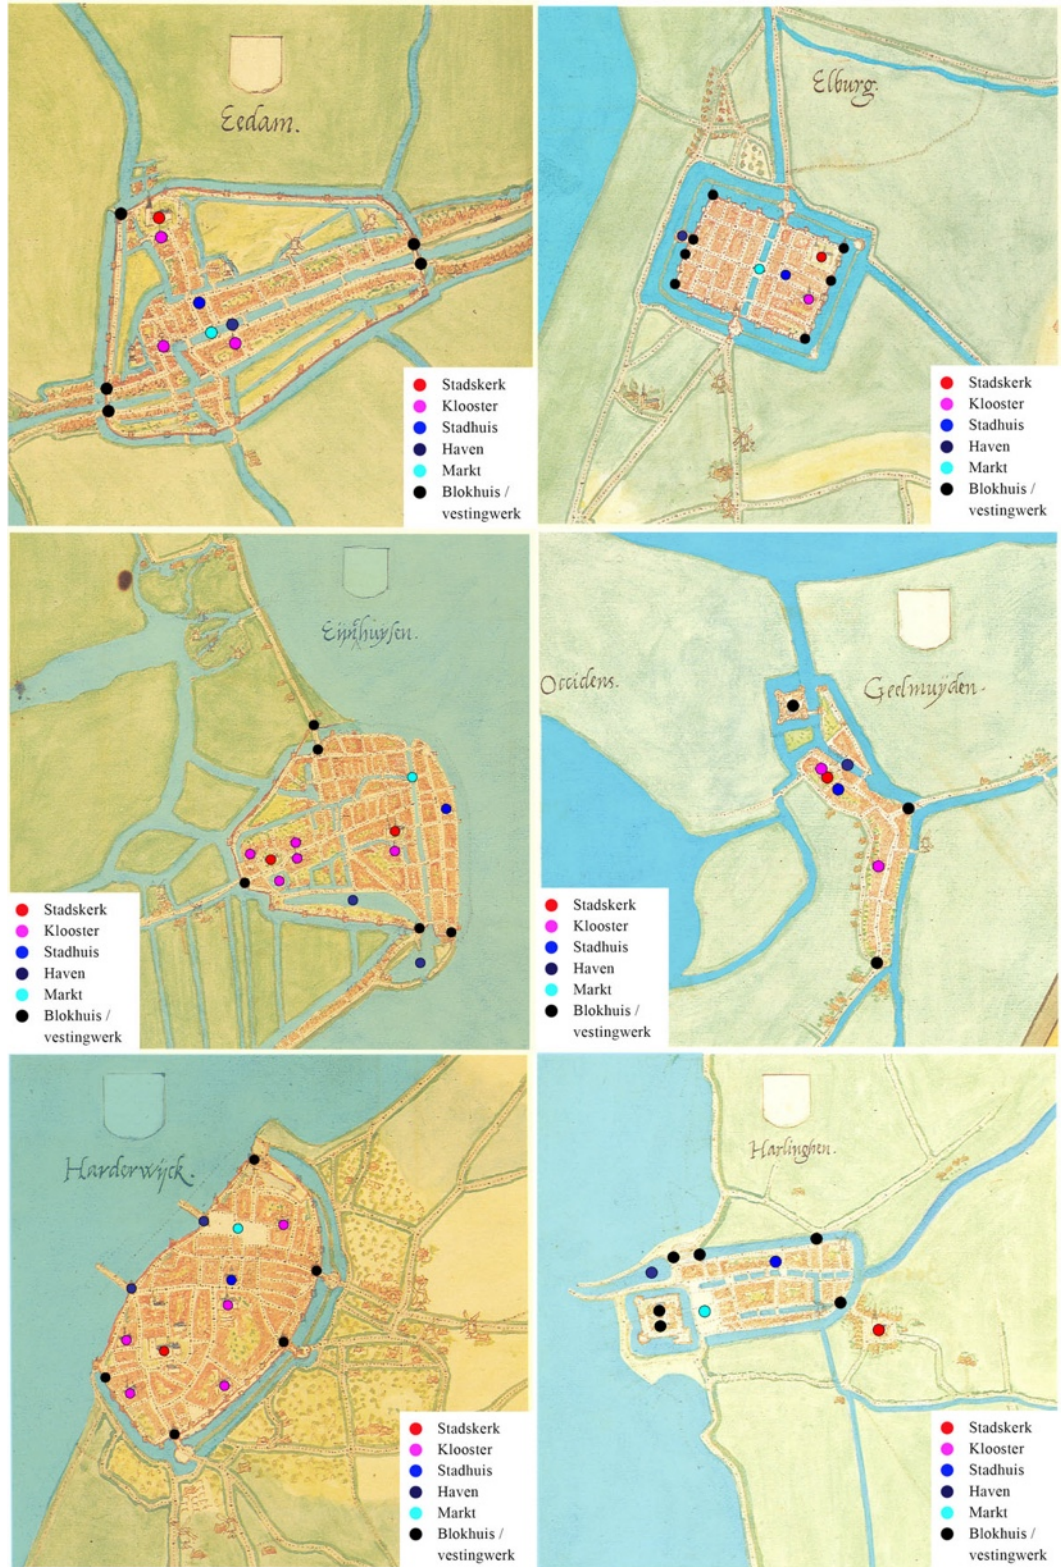 Eedam.
Stadskerk
Klooster
Stadhuis
Haven
Markt
Blokhuis /
vestingwerk
Elburg.
Stadskerk
Klooster
Stadhuis
Haven
Markt
Blokhuis /
vestingwerk
Stadskerk
Klooster
Stadhuis
Haven
Markt
Blokhuis /
vestingwerk
Occidens.
Geelmuÿden.
Stadskerk
Klooster
Stadhuis
Haven
Markt
Blokhuis /
vestingwerk
Harderwÿck.
Stadskerk
Klooster
Stadhuis
Haven
Markt
Blokhuis /
vestingwerk
Harlinghen.
Stadskerk
Klooster
Stadhuis
Haven
Markt
Blokhuis /
vestingwerk